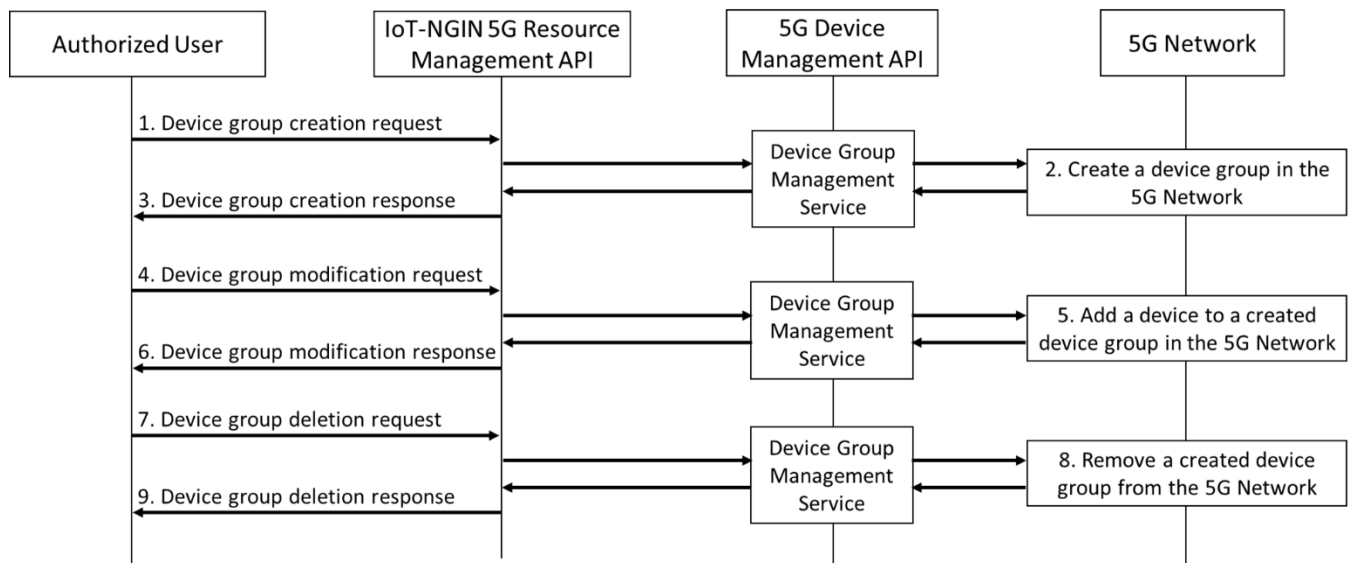 Authorized User
IoT-NGIN 5G Resource
Management API
5G Device
Management API
5G Network
1. Device group creation request
Device Group
Management
Service
2. Create a device group in the
5G Network
3. Device group creation response
4. Device group modification request
Device Group
Management
Service
5. Add a device to a created
device group in the 5G Network
6. Device group modification response
7. Device group deletion request
Device Group
Management
Service
8. Remove a created device
group from the 5G Network
9. Device group deletion response